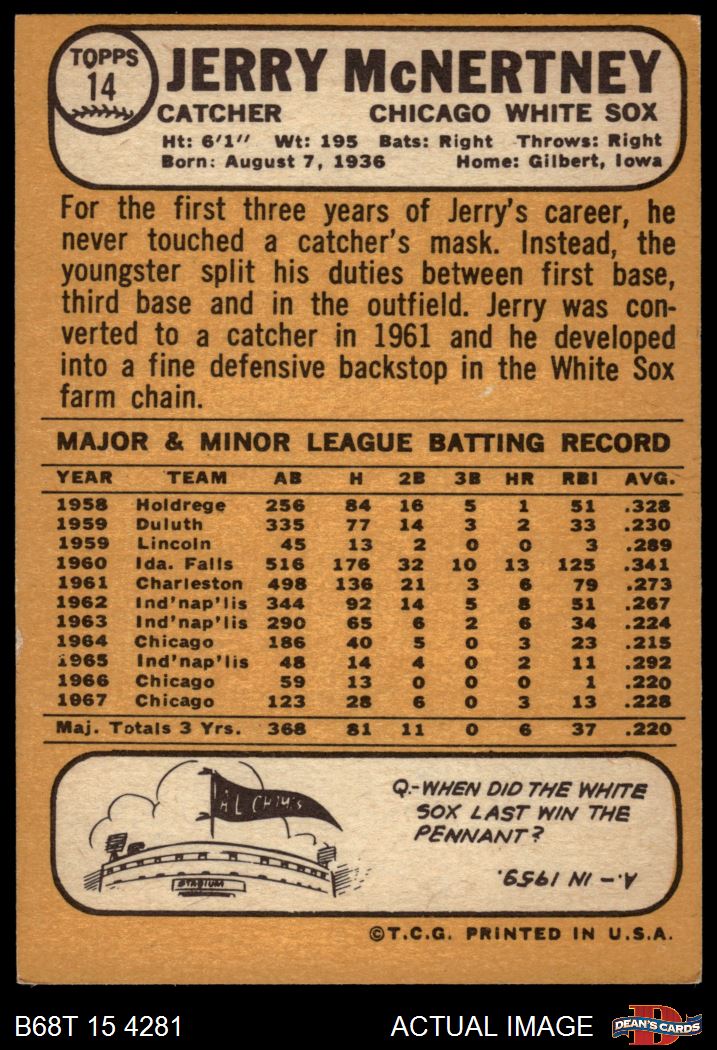 TOPPS
14
JERRY McNERTNEY
CATCHER CHICAGO WHITE SOX
Ht: 6'1" Wt: 195 Bats: Right Throws: Right
Born: August 7, 1936 Home: Gilbert, Iowa
For the first three years of Jerry's career, he
never touched a catcher's mask. Instead, the
youngster split his duties between first base,
third base and in the outfield. Jerry was con-
verted to a catcher in 1961 and he developed
into a fine defensive backstop in the White Sox
farm chain.
MAJOR & MINOR LEAGUE BATTING RECORD
YEAR TEAM AB H 2B 3B HR RBI AVG.
1958 Holdrege 256 84 16 5 1 51 .328
1959 Duluth 335 77 14 3 2 33 .230
1959 Lincoln 45 13 2 0 0 3 .289
1960 Ida. Falls 516 176 32 10 13 125 .341
1961 Charleston 498 136 21 3 6 79 .273
1962 Ind'nap'lis 344 92 14 5 8 51 .267
1963 Ind'nap'lis 290 65 6 2 6 34 .224
1964 Chicago 186 40 5 0 3 23 .215
1965 Ind'nap'lis 48 14 4 0 2 11 .292
1966 Chicago 59 13 0 0 0 1 .220
1967 Chicago 123 28 6 0 3 13 .228
Maj. Totals 3 Yrs. 368 81 11 0 6 37 .220
A L CHAMPS
STADIUM
Q.-WHEN DID THE WHITE
SOX LAST WIN THE
PENNANT?
A.- IN 1959.
©T.C.G. PRINTED IN U.S.A.
B68T 15 4281 ACTUAL IMAGE
D
DEAN'S CARDS